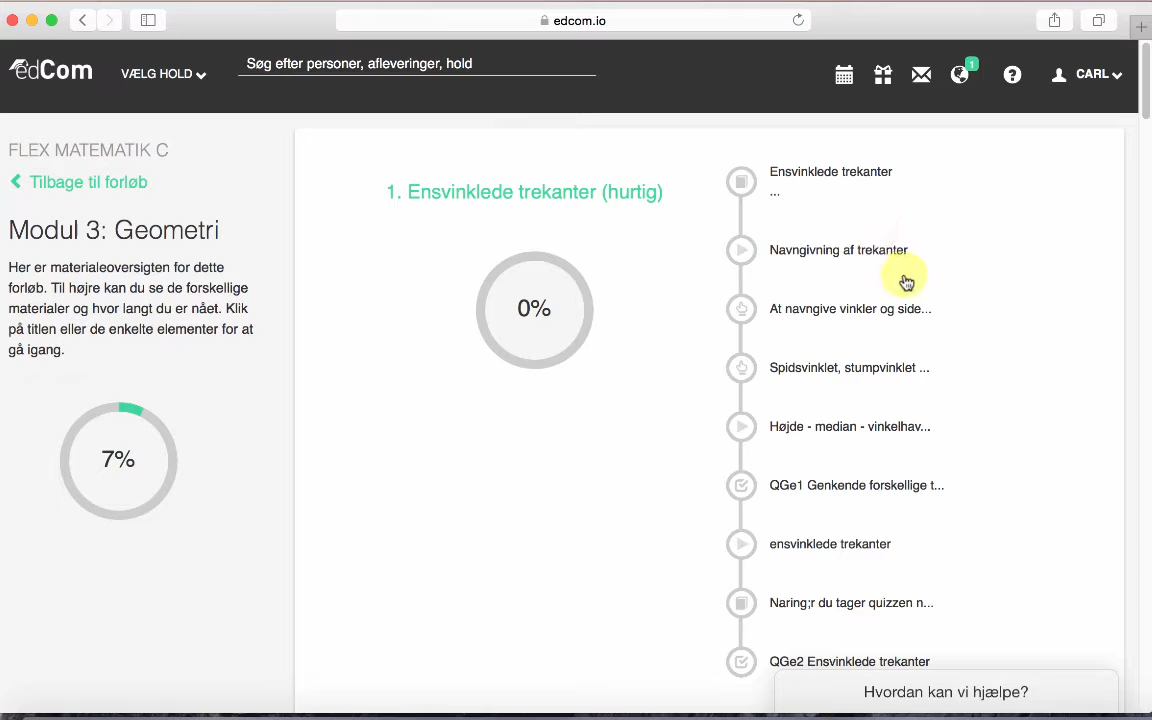 edcom.io
edCom
VÆLG HOLD
Søg efter personer, afleveringer, hold
1
CARL
FLEX MATEMATIK C
Tilbage til forløb
Modul 3: Geometri
Her er materialeoversigten for dette
forløb. Til højre kan du se de forskellige
materialer og hvor langt du er nået. Klik
på titlen eller de enkelte elementer for at
gå igang.
7%
1. Ensvinklede trekanter (hurtig)
0%
Ensvinklede trekanter
...
Navngivning af trekanter
At navngive vinkler og side...
Spidsvinklet, stumpvinklet ...
Højde - median - vinkelhav...
QGe1 Genkende forskellige t...
ensvinklede trekanter
Naring;r du tager quizzen n...
QGe2 Ensvinklede trekanter
Hvordan kan vi hjælpe?